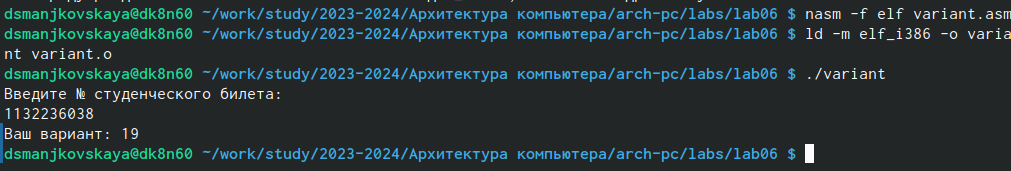 dsmanjkovskaya@dk8n60 ~/work/study/2023-2024/Архитектура компьютера/arch-pc/labs/lab06 $ nasm -f elf variant.asm
dsmanjkovskaya@dk8n60 ~/work/study/2023-2024/Архитектура компьютера/arch-pc/labs/lab06 $ ld -m elf_i386 -o varia
nt variant.o
dsmanjkovskaya@dk8n60 ~/work/study/2023-2024/Архитектура компьютера/arch-pc/labs/lab06 $ ./variant
Введите № студенческого билета:
1132236038
Ваш вариант: 19
dsmanjkovskaya@dk8n60 ~/work/study/2023-2024/Архитектура компьютера/arch-pc/labs/lab06 $